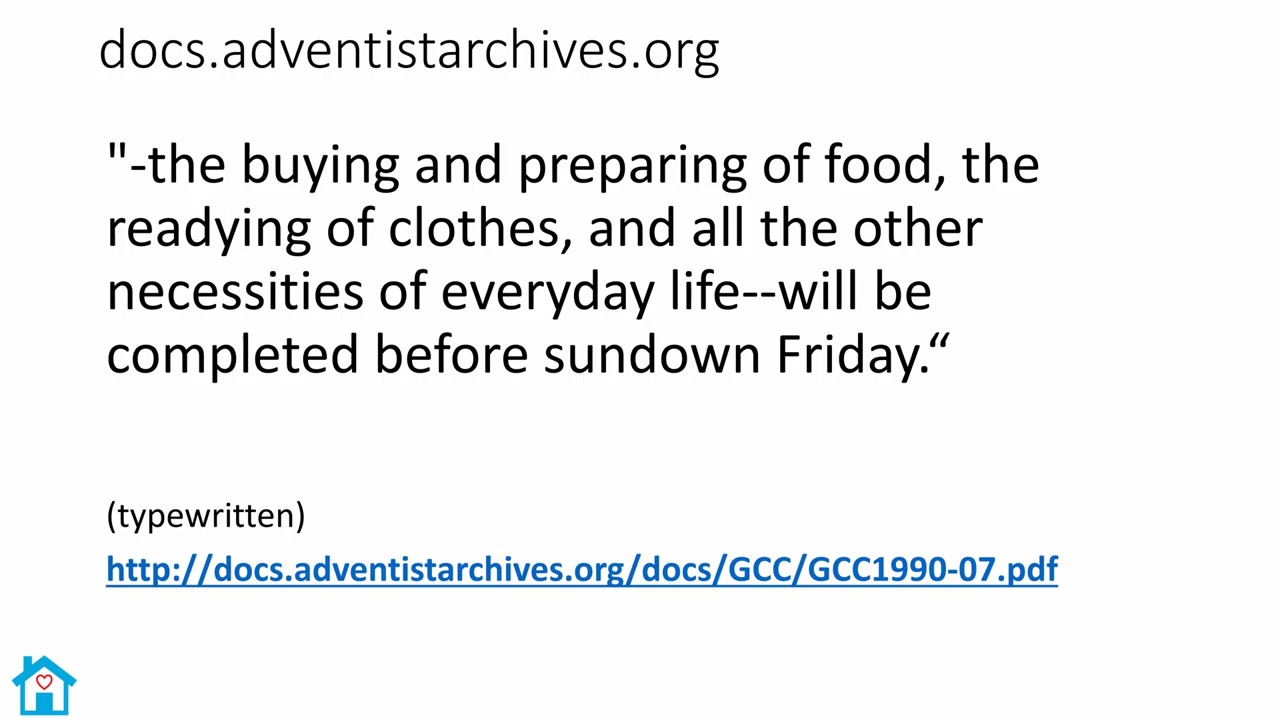 docs.adventistarchives.org
"-the buying and preparing of food, the
readying of clothes, and all the other
necessities of everyday life--will be
completed before sundown Friday.“
(typewritten)
http://docs.adventistarchives.org/docs/GCC/GCC1990-07.pdf